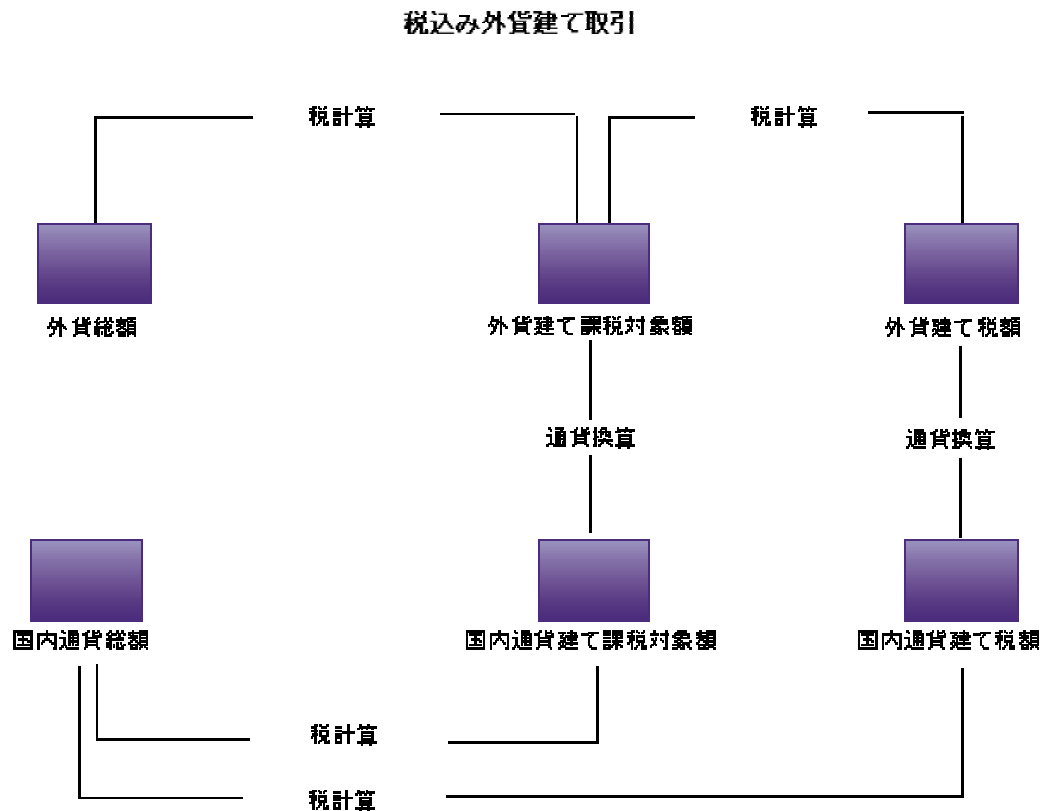 税込み外貨建て取引
税計算
税計算
外貨総額
外貨建て課税対象額
外貨建て税額
通貨換算
通貨換算
国内通貨総額
国内通貨建て課税対象額
国内通貨建て税額
税計算
税計算